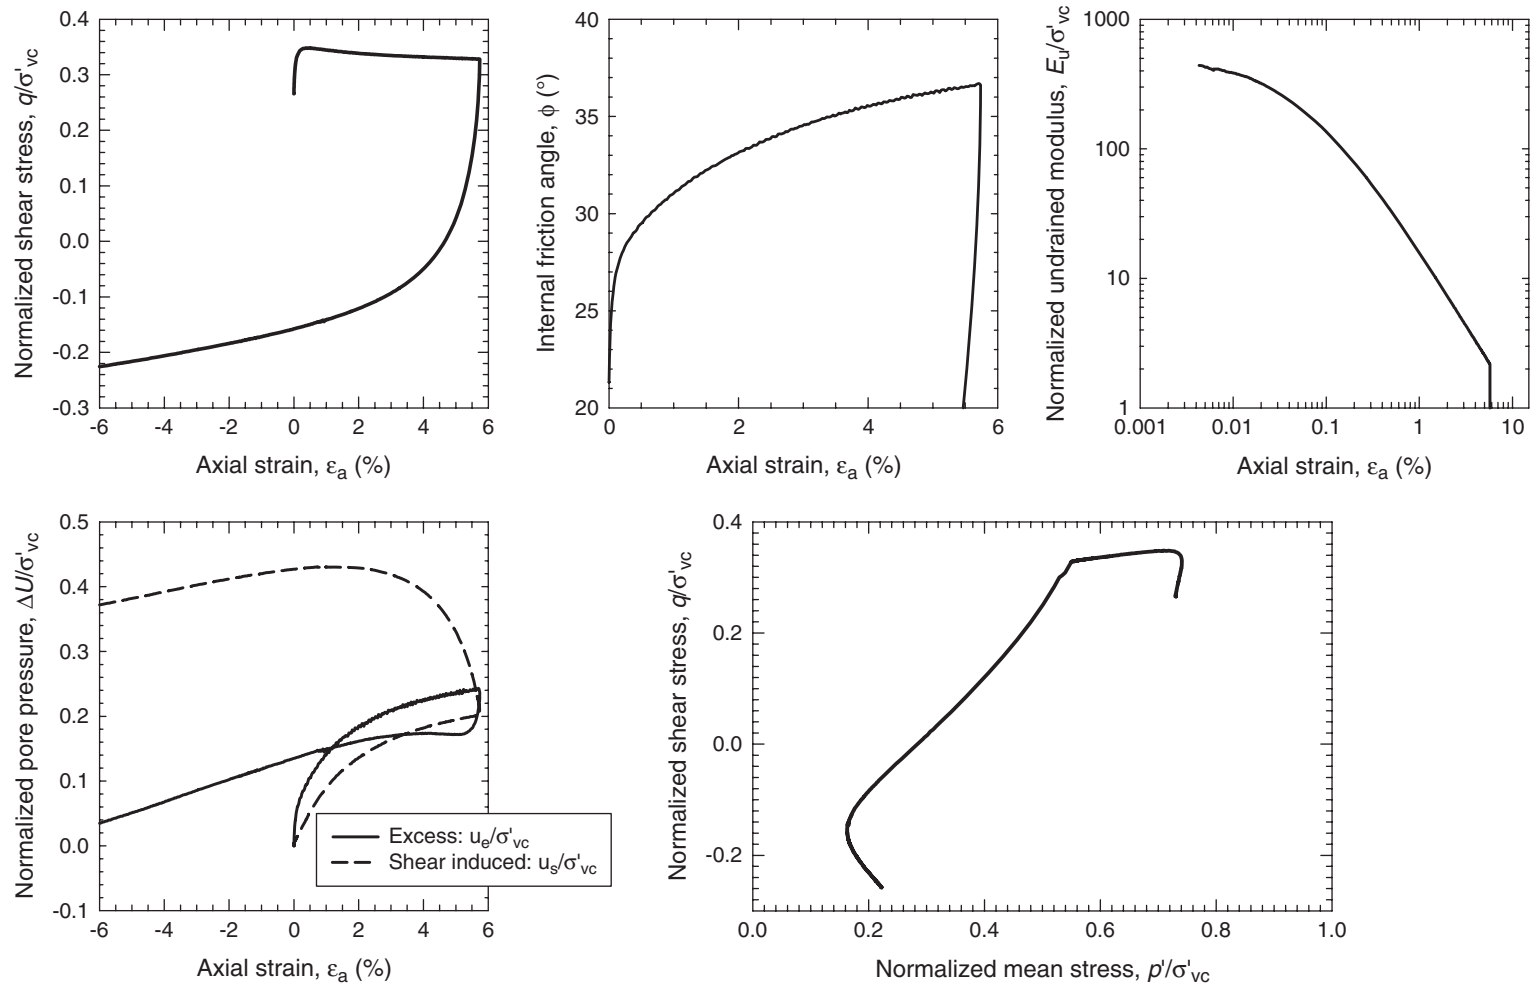 Normalized shear stress, q/σ'vc
0.4
0.3
0.2
0.1
0.0
-0.1
-0.2
-0.3
-6 -4 -2 0 2 4 6
Axial strain, εa (%)
Internal friction angle, ϕ (°)
40
35
30
25
20
0 2 4 6
Axial strain, εa (%)
Normalized undrained modulus, Eu/σ'vc
1000
100
10
1
0.001 0.01 0.1 1 10
Axial strain, εa (%)
Normalized pore pressure, ΔU/σ'vc
0.5
0.4
0.3
0.2
0.1
0.0
-0.1
-6 -4 -2 0 2 4 6
Axial strain, εa (%)
Excess: ue/σ'vc
Shear induced: us/σ'vc
Normalized shear stress, q/σ'vc
0.4
0.2
0.0
-0.2
0.0 0.2 0.4 0.6 0.8 1.0
Normalized mean stress, p'/σ'vc